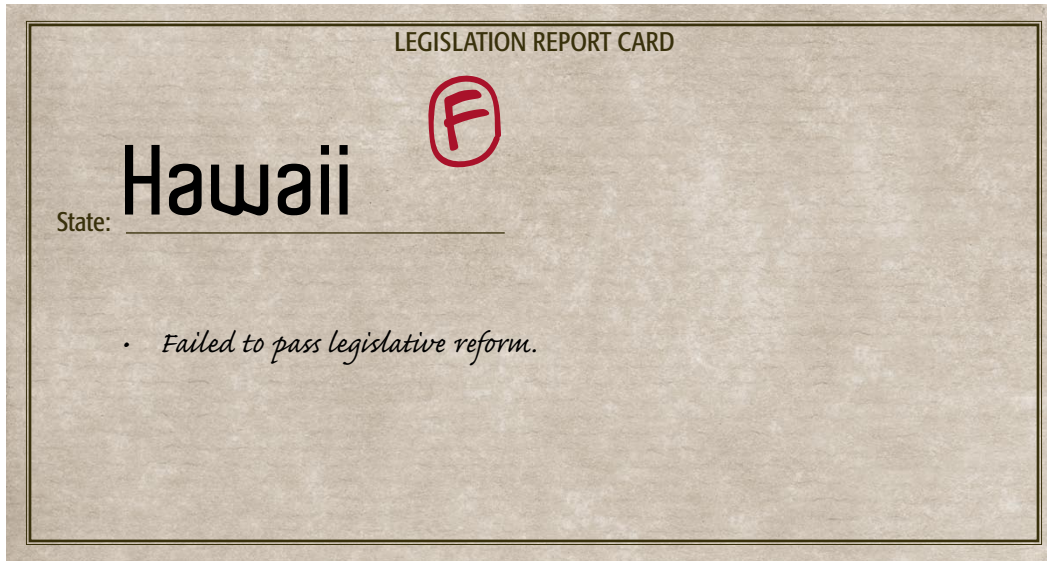 LEGISLATION REPORT CARD
F
State: Hawaii
• Failed to pass legislative reform.